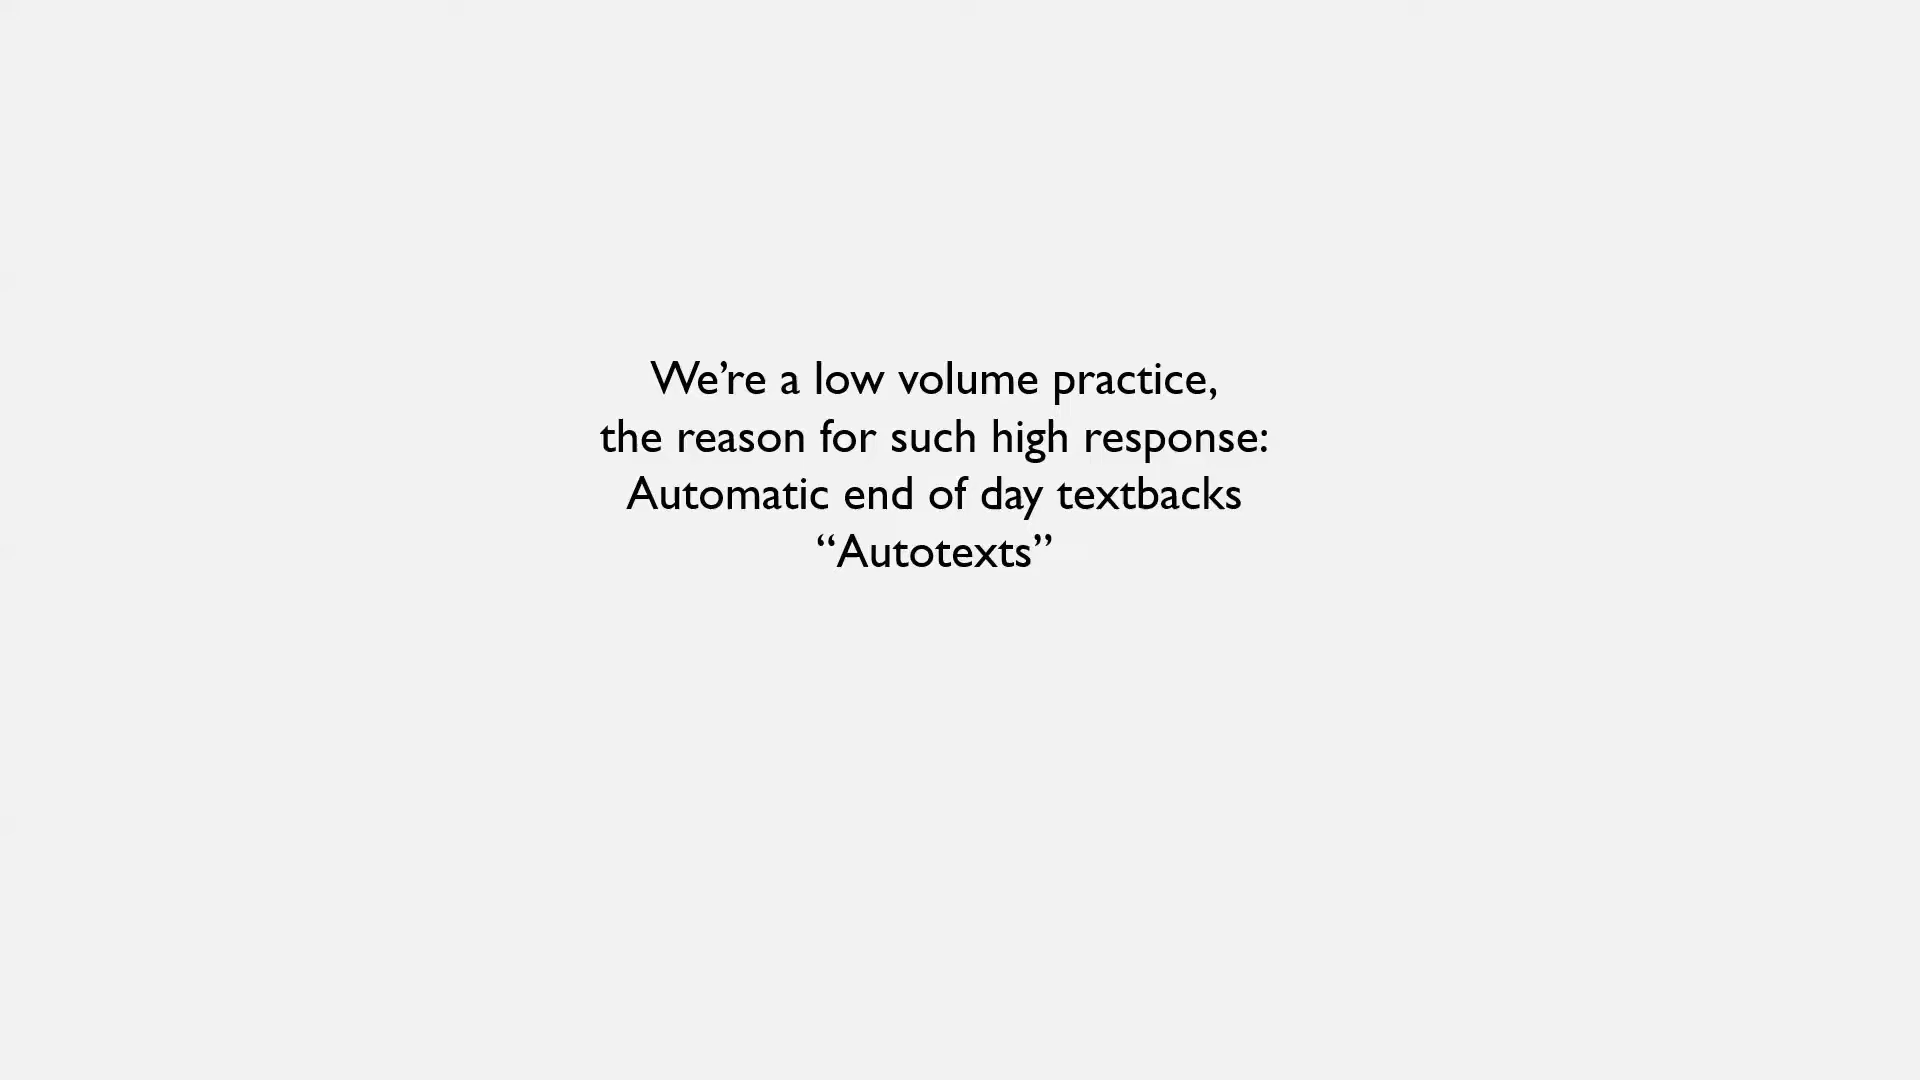 We’re a low volume practice,
the reason for such high response:
Automatic end of day textbacks
“Autotexts”